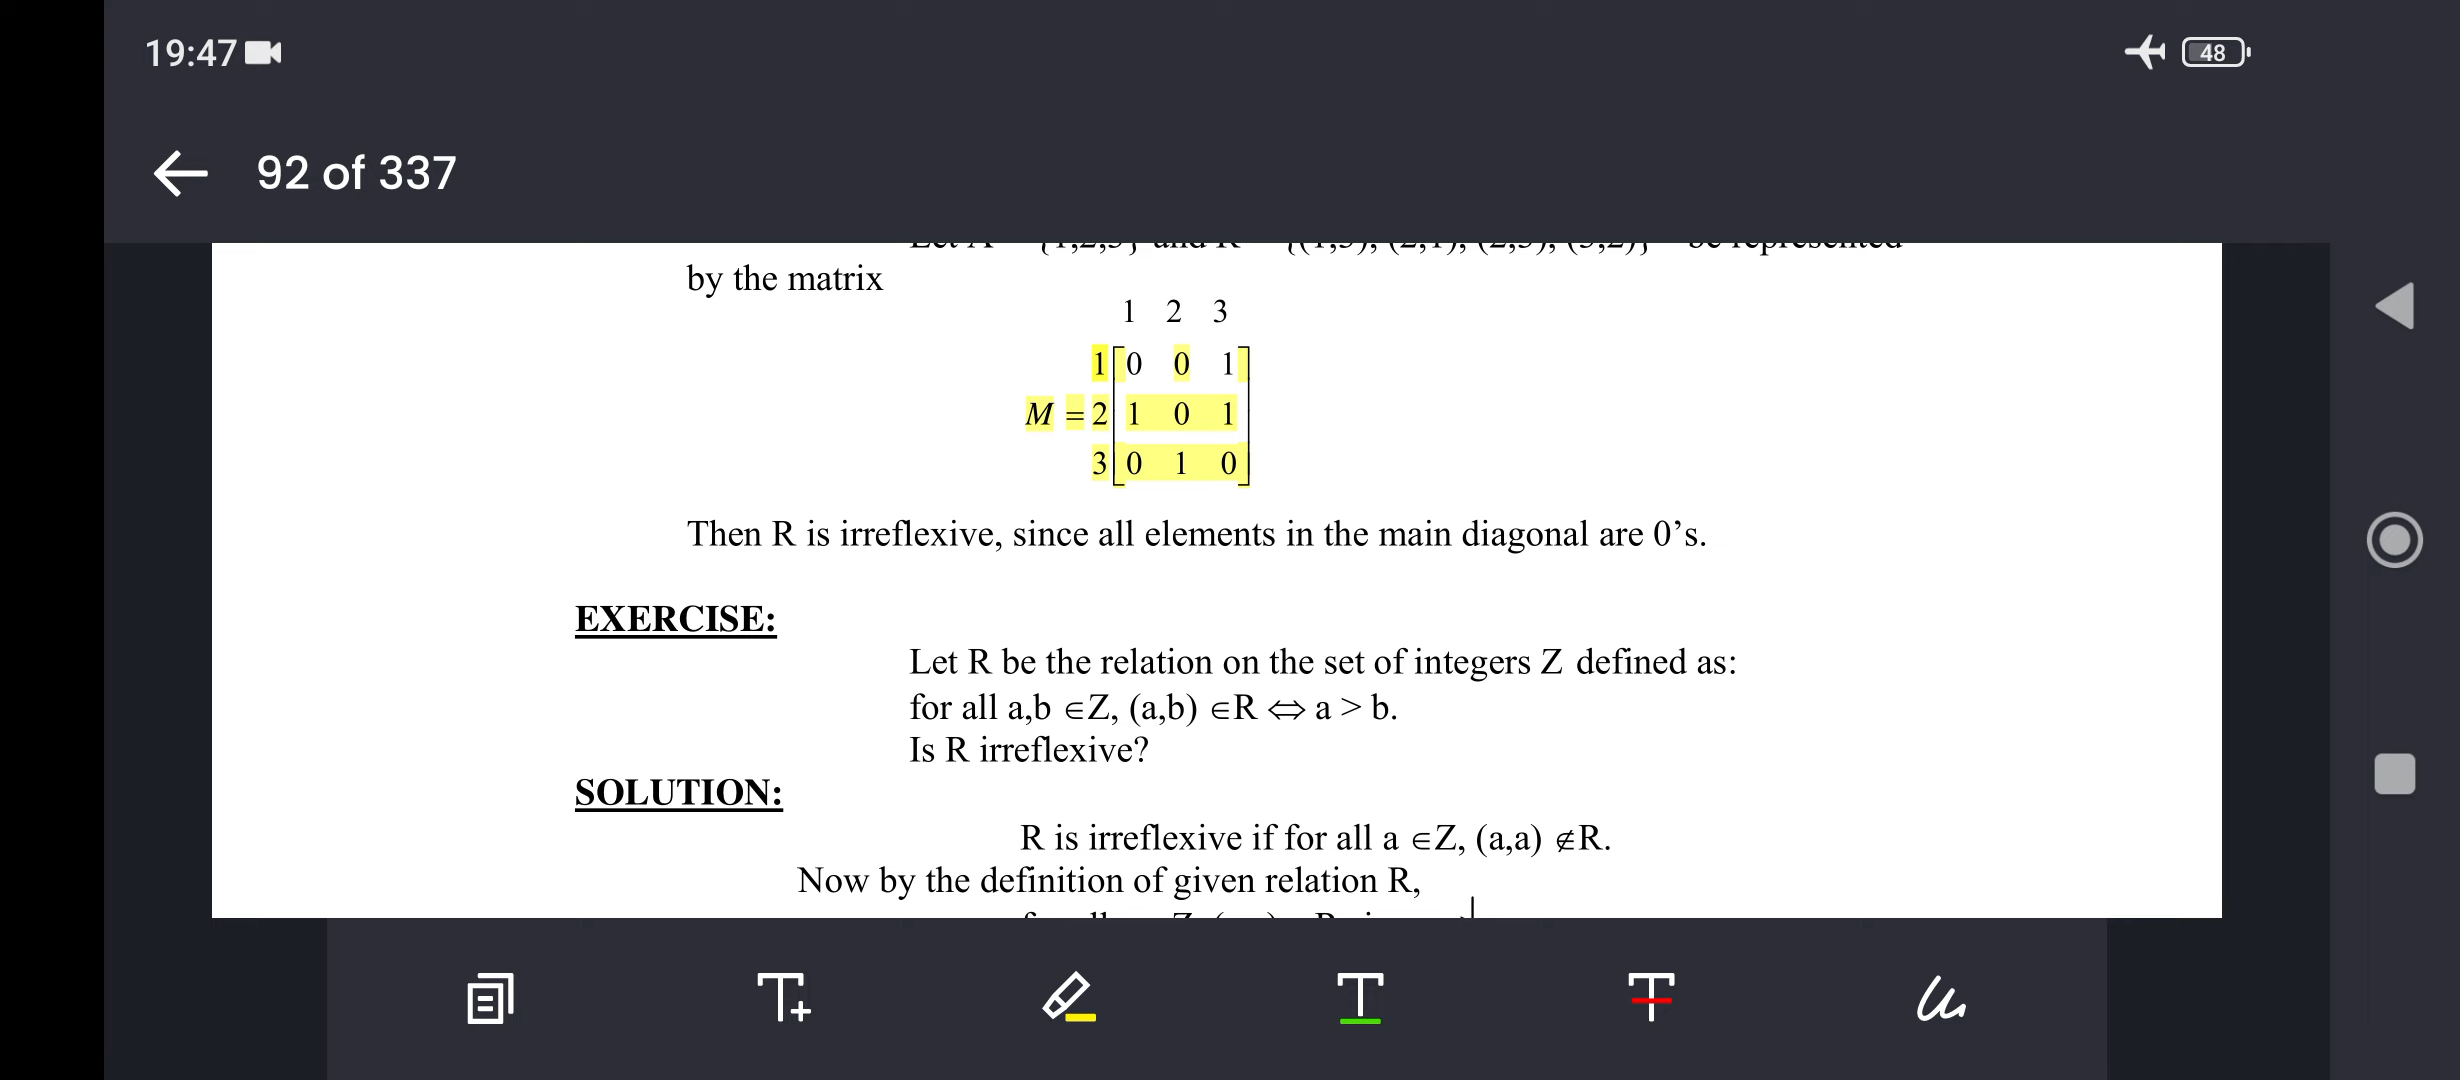 19:47
48
92 of 337
by the matrix
1 2 3
1 0 0 1
M = 2 1 0 1
3 0 1 0
Then R is irreflexive, since all elements in the main diagonal are 0’s.
EXERCISE:
Let R be the relation on the set of integers Z defined as:
for all a,b ∈Z, (a,b) ∈R ⇔ a > b.
Is R irreflexive?
SOLUTION:
R is irreflexive if for all a ∈Z, (a,a) ∉R.
Now by the definition of given relation R,